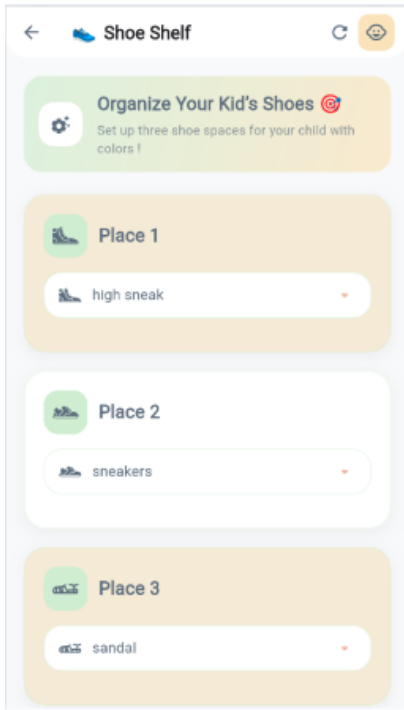 Shoe Shelf
Organize Your Kid's Shoes 🎯
Set up three shoe spaces for your child with
colors !
Place 1
high sneak
Place 2
sneakers
Place 3
sandal